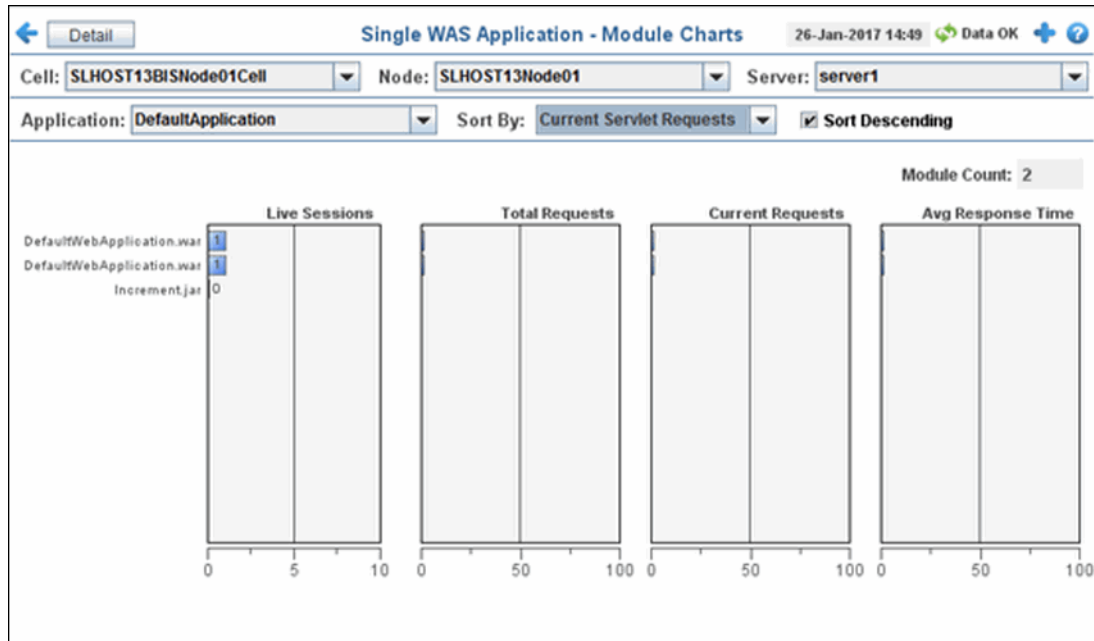 Detail Single WAS Application - Module Charts 26-Jan-2017 14:49 Data OK
Cell: SLHOST13BISNode01Cell Node: SLHOST13Node01 Server: server1
Application: DefaultApplication Sort By: Current Servlet Requests Sort Descending
Module Count: 2
Live Sessions Total Requests Current Requests Avg Response Time
DefaultWebApplication.war 1
DefaultWebApplication.war 1
Increment.jar 0
0 5 10 0 50 100 0 50 100 0 50 100